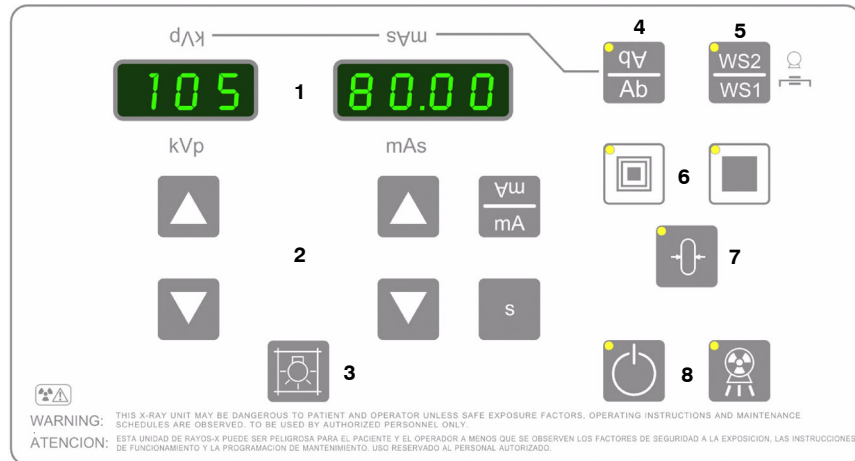 kVp
mAs
4
5
105
1
80.00
Ab
Ab
WS2
WS1
kVp
mAs
6
mA
mA
7
2
s
3
8
WARNING: THIS X-RAY UNIT MAY BE DANGEROUS TO PATIENT AND OPERATOR UNLESS SAFE EXPOSURE FACTORS, OPERATING INSTRUCTIONS AND MAINTENANCE
SCHEDULES ARE OBSERVED. TO BE USED BY AUTHORIZED PERSONNEL ONLY.
ATENCION: ESTA UNIDAD DE RAYOS-X PUEDE SER PELIGROSA PARA EL PACIENTE Y EL OPERADOR A MENOS QUE SE OBSERVEN LOS FACTORES DE SEGURIDAD A LA EXPOSICION, LAS INSTRUCCIONES
DE FUNCIONAMIENTO Y LA PROGRAMACION DE MANTENIMIENTO. USO RESERVADO AL PERSONAL AUTORIZADO.